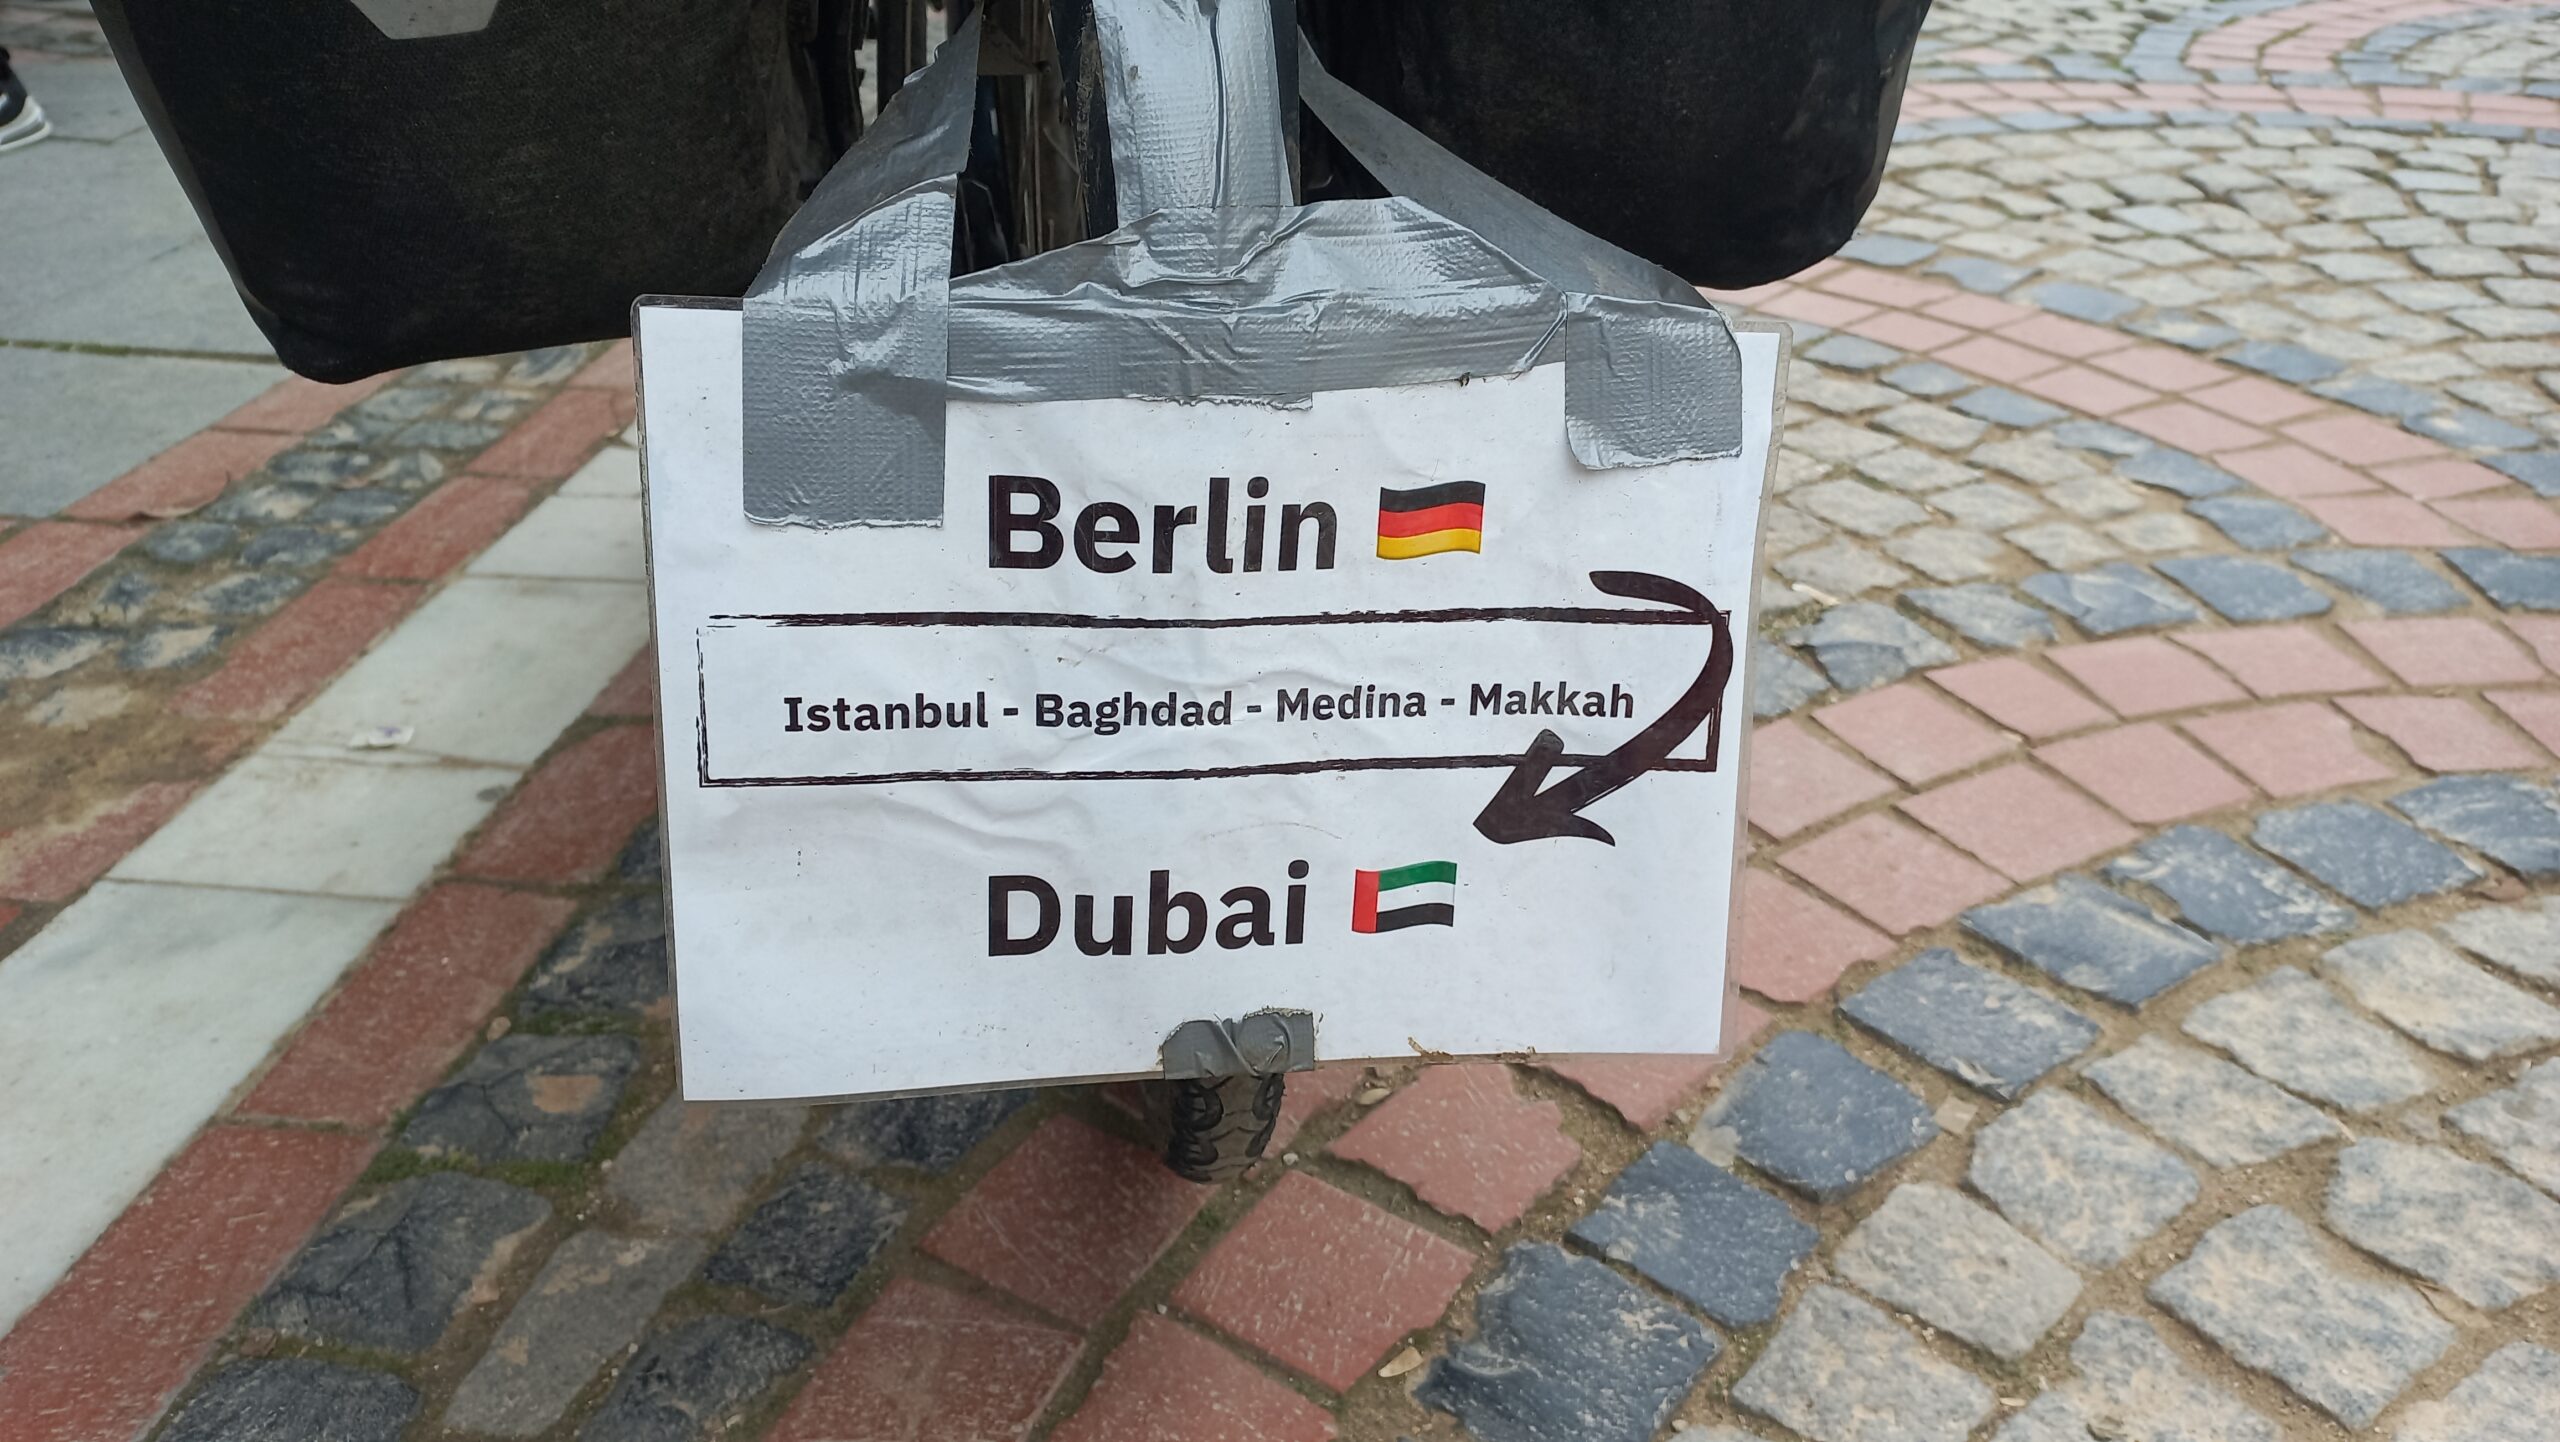 Berlin 🇩🇪
Istanbul - Baghdad - Medina - Makkah
Dubai 🇦🇪